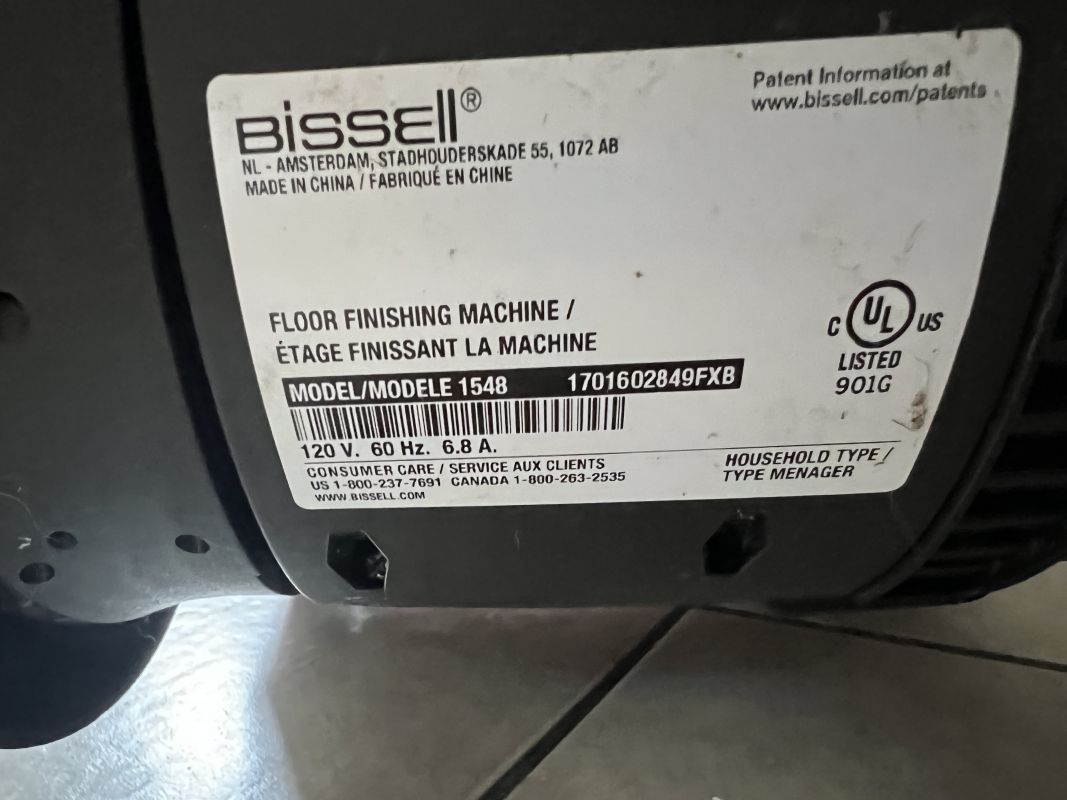 Bissell®
Patent Information at
www.bissell.com/patents
NL - AMSTERDAM, STADHOUDERSKADE 55, 1072 AB
MADE IN CHINA / FABRIQUÉ EN CHINE
FLOOR FINISHING MACHINE /
ÉTAGE FINISSANT LA MACHINE
MODEL/MODELE 1548 1701602849FXB
120 V. 60 Hz. 6.8 A.
CONSUMER CARE / SERVICE AUX CLIENTS
US 1-800-237-7691 CANADA 1-800-263-2535
WWW.BISSELL.COM
C UL US
LISTED
901G
HOUSEHOLD TYPE /
TYPE MENAGER